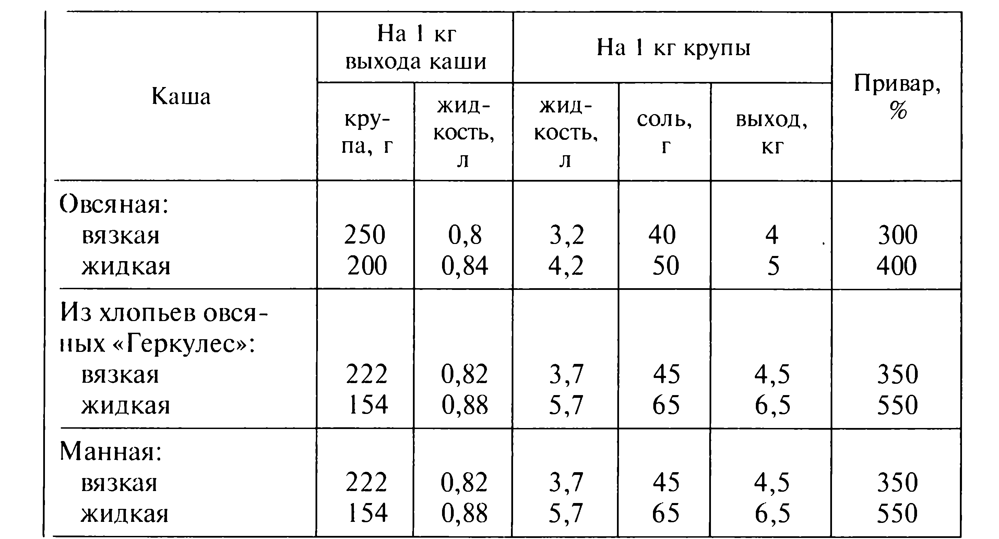 Каша
На 1 кг
выхода каши
На 1 кг крупы
Привар,
%
кру-
па, г
жид-
кость,
л
жид-
кость,
л
соль,
г
выход,
кг
Овсяная:
вязкая 250 0,8 3,2 40 4 300
жидкая 200 0,84 4,2 50 5 400
Из хлопьев овся-
ных «Геркулес»:
вязкая 222 0,82 3,7 45 4,5 350
жидкая 154 0,88 5,7 65 6,5 550
Манная:
вязкая 222 0,82 3,7 45 4,5 350
жидкая 154 0,88 5,7 65 6,5 550